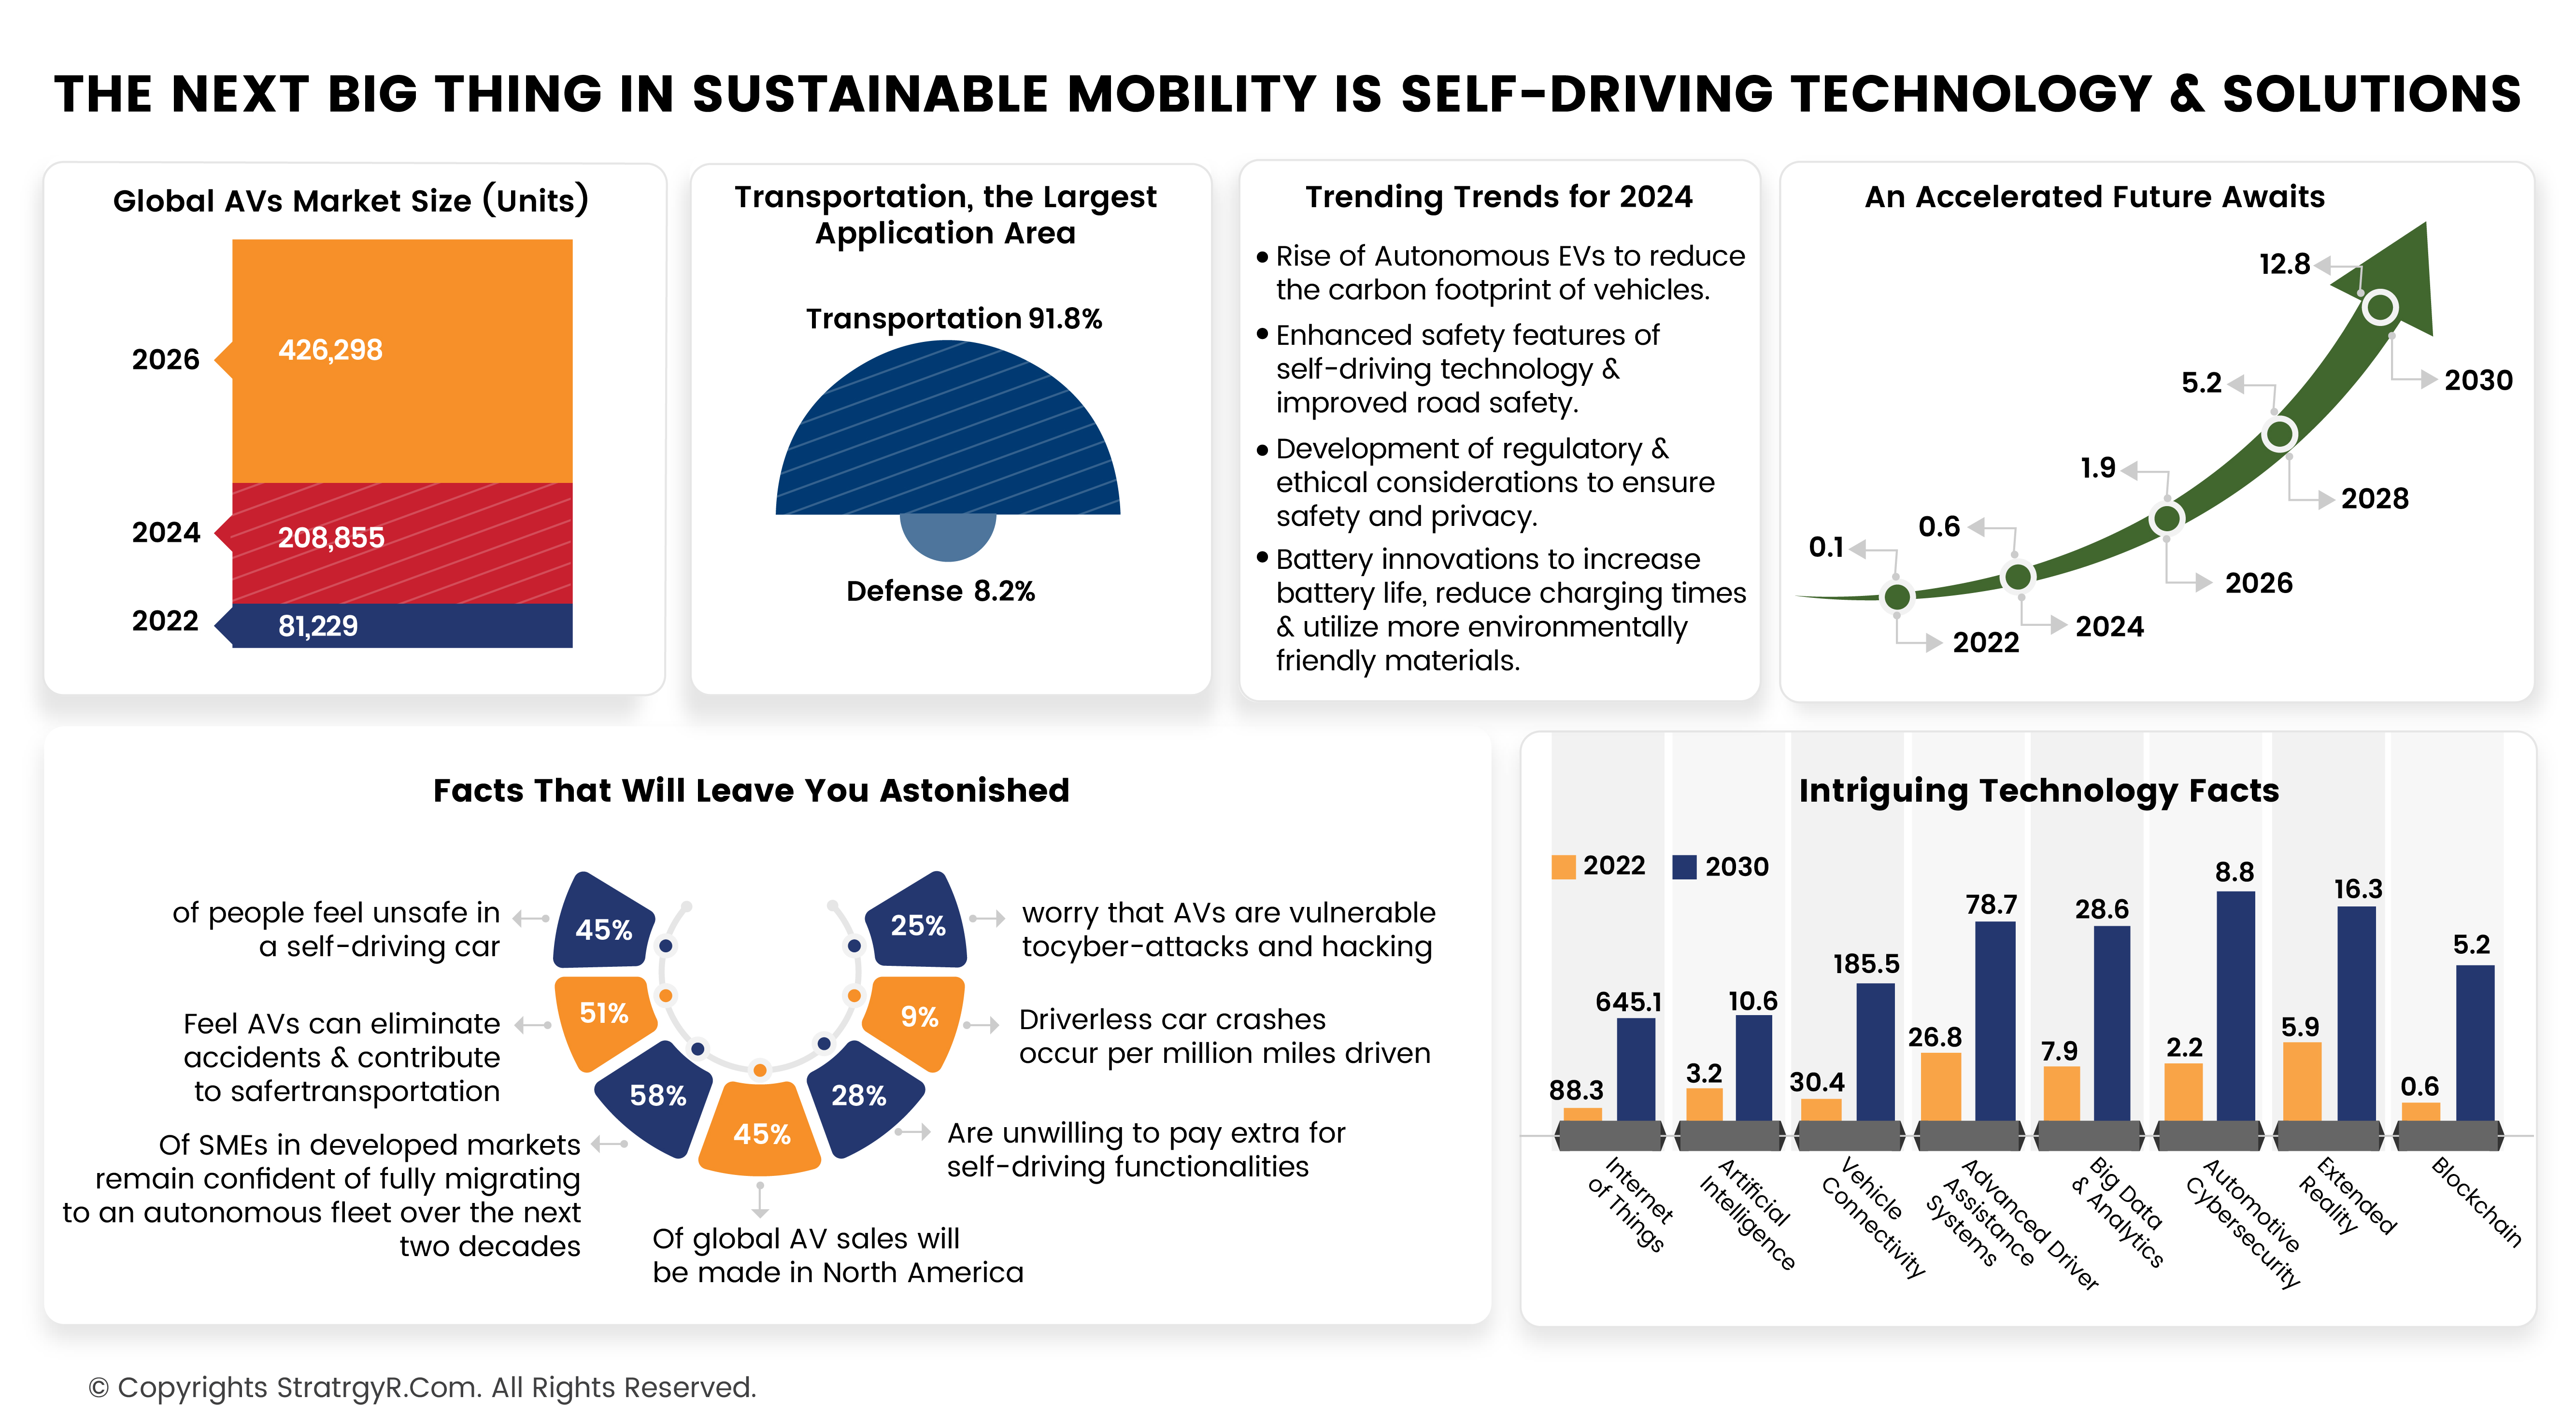 THE NEXT BIG THING IN SUSTAINABLE MOBILITY IS SELF-DRIVING TECHNOLOGY & SOLUTIONS
Global AVs Market Size (Units)
2026
426,298
2024
208,855
2022
81,229
Transportation, the Largest
Application Area
Transportation 91.8%
Defense 8.2%
Trending Trends for 2024
• Rise of Autonomous EVs to reduce
the carbon footprint of vehicles.
• Enhanced safety features of
self-driving technology &
improved road safety.
• Development of regulatory &
ethical considerations to ensure
safety and privacy.
• Battery innovations to increase
battery life, reduce charging times
& utilize more environmentally
friendly materials.
An Accelerated Future Awaits
12.8
2030
5.2
2028
1.9
2026
0.6
2024
0.1
2022
Facts That Will Leave You Astonished
45%
of people feel unsafe in
a self-driving car
51%
Feel AVs can eliminate
accidents & contribute
to safertransportation
58%
Of SMEs in developed markets
remain confident of fully migrating
to an autonomous fleet over the next
two decades
45%
Of global AV sales will
be made in North America
28%
Are unwilling to pay extra for
self-driving functionalities
9%
Driverless car crashes
occur per million miles driven
25%
worry that AVs are vulnerable
tocyber-attacks and hacking
Intriguing Technology Facts
2022
2030
88.3
645.1
3.2
10.6
30.4
185.5
26.8
78.7
7.9
28.6
2.2
8.8
5.9
16.3
0.6
5.2
Internet
of Things
Artificial
Intelligence
Vehicle
Connectivity
Advanced Driver
Assistance
Systems
Big Data
& Analytics
Automotive
Cybersecurity
Extended
Reality
Blockchain
© Copyrights StratrgyR.Com. All Rights Reserved.